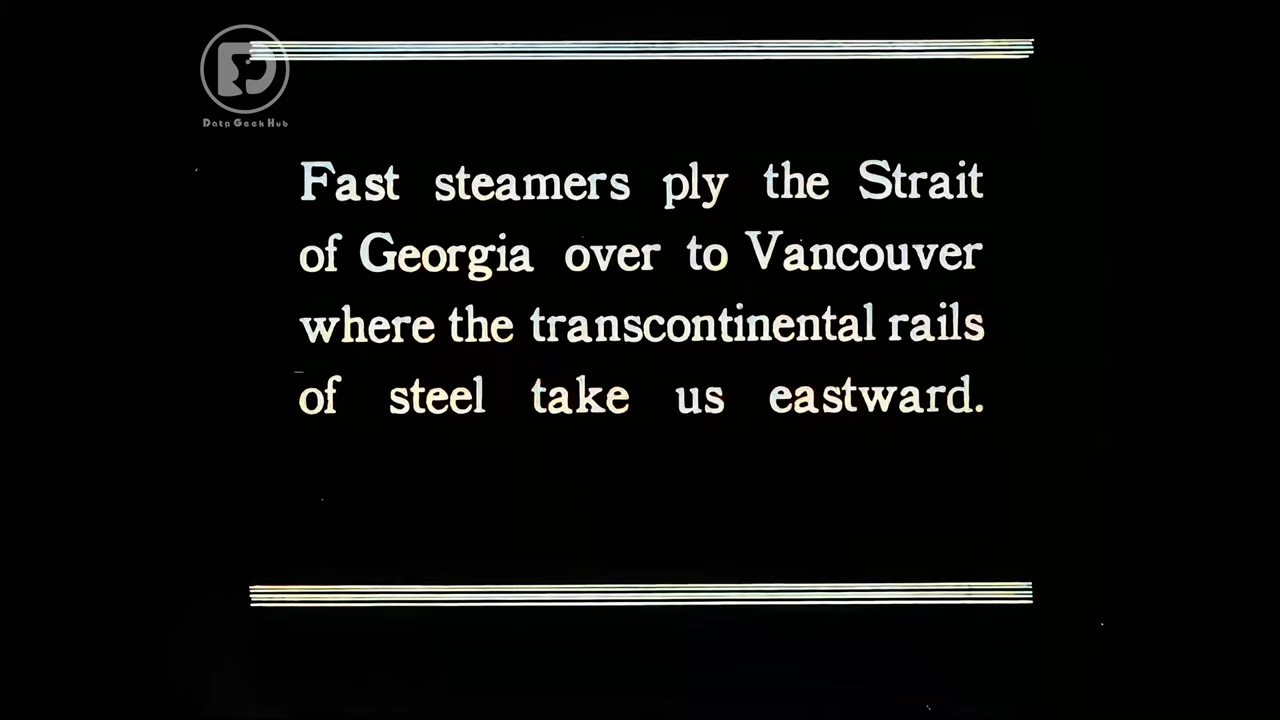 Data Geek Hub
Fast steamers ply the Strait
of Georgia over to Vancouver
where the transcontinental rails
of steel take us eastward.